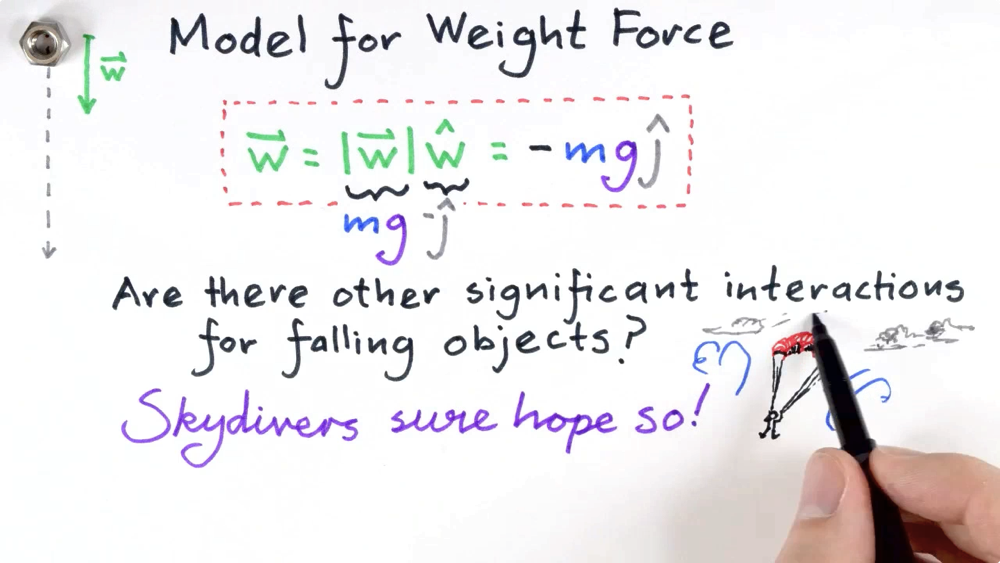 Model for Weight Force
w⃗
w⃗ = |w⃗| ŵ = -mg ĵ
mg -ĵ
Are there other significant interactions
for falling objects?
Skydivers sure hope so!